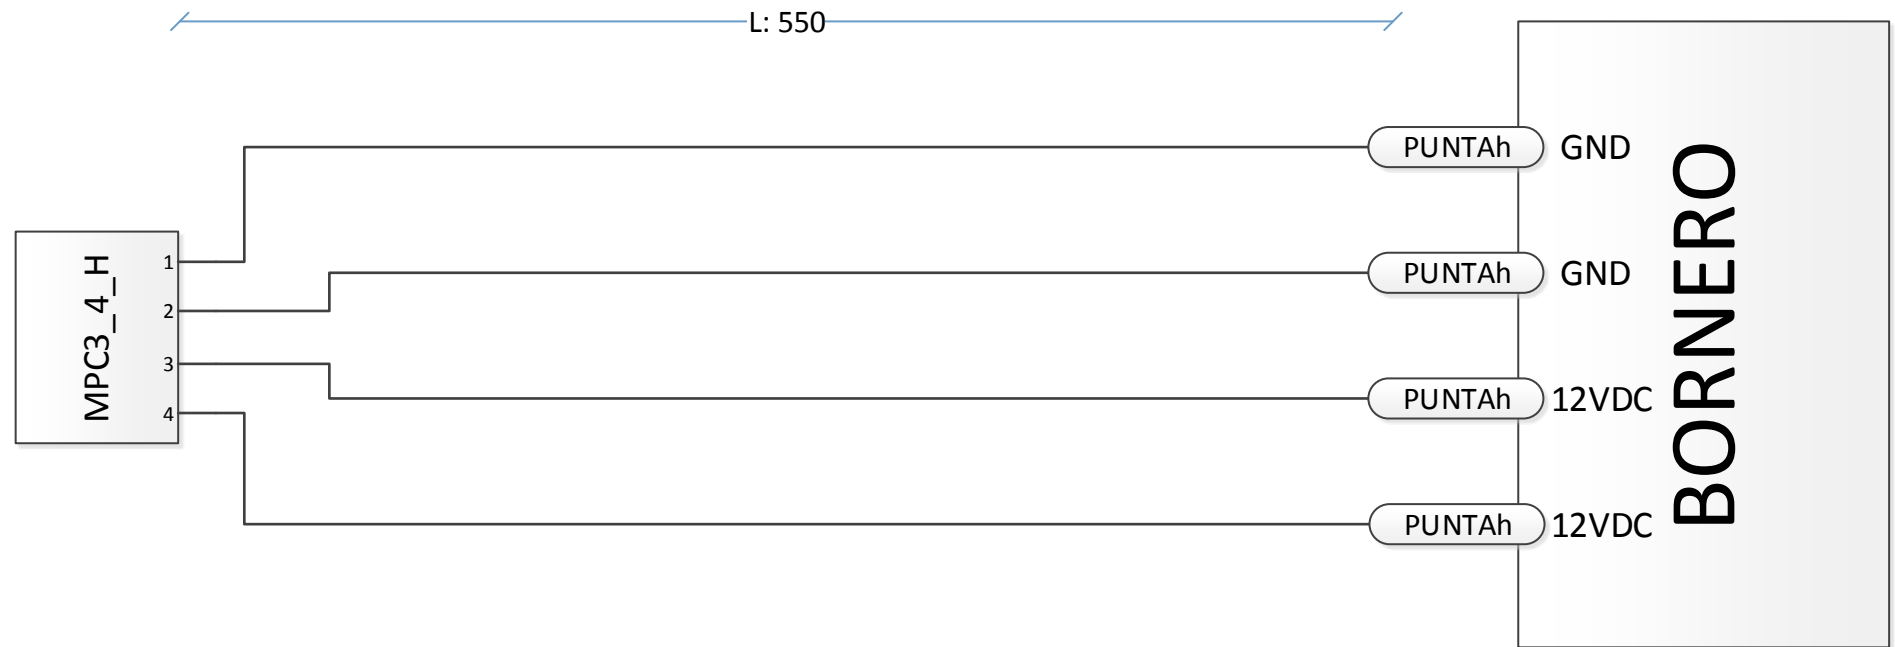 L: 550
MPC3_4_H
1
2
3
4
PUNTAh GND
PUNTAh GND
PUNTAh 12VDC
PUNTAh 12VDC
BORNERO